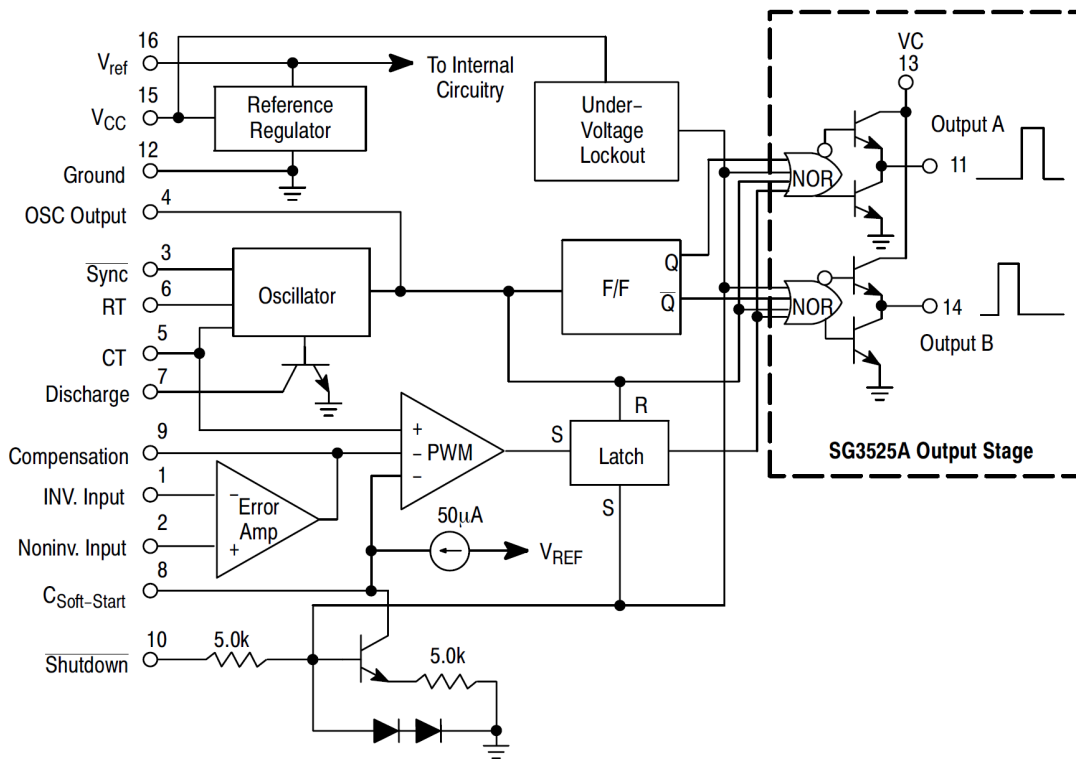 16
Vref
To Internal
Circuitry
15
VCC
Reference
Regulator
12
Ground
Under–
Voltage
Lockout
4
OSC Output
3
Sync
6
RT
Oscillator
5
CT
7
Discharge
F/F
Q
Q
9
Compensation
1
INV. Input
2
Noninv. Input
–
Error
Amp
+
+
–
–
PWM
S
R
Latch
S
50µA
VREF
8
CSoft–Start
10
Shutdown
5.0k
5.0k
VC
13
NOR
Output A
11
NOR
14
Output B
SG3525A Output Stage